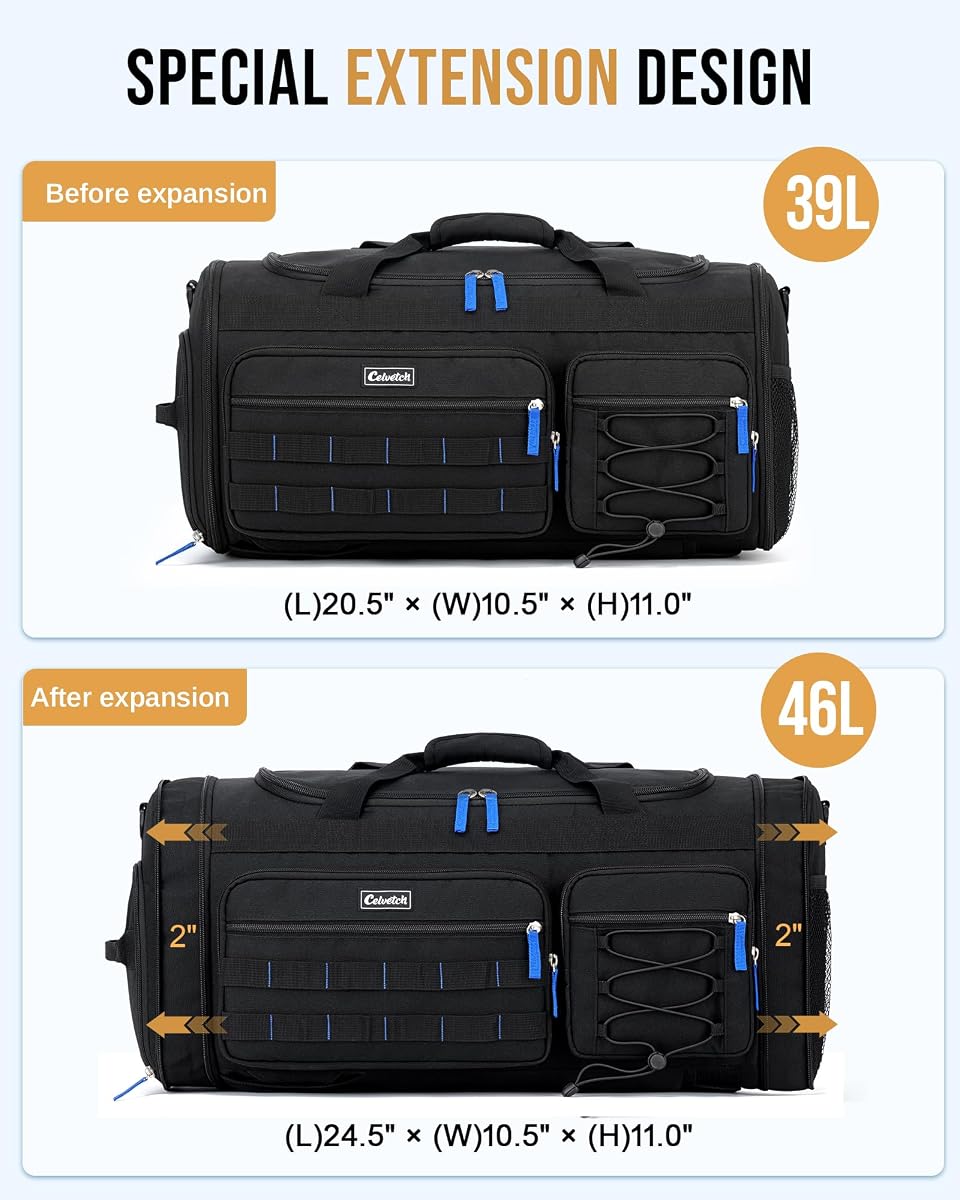 SPECIAL EXTENSION DESIGN
Before expansion
39L
Celvetch
(L)20.5" × (W)10.5" × (H)11.0"
After expansion
46L
Celvetch
2"
2"
(L)24.5" × (W)10.5" × (H)11.0"